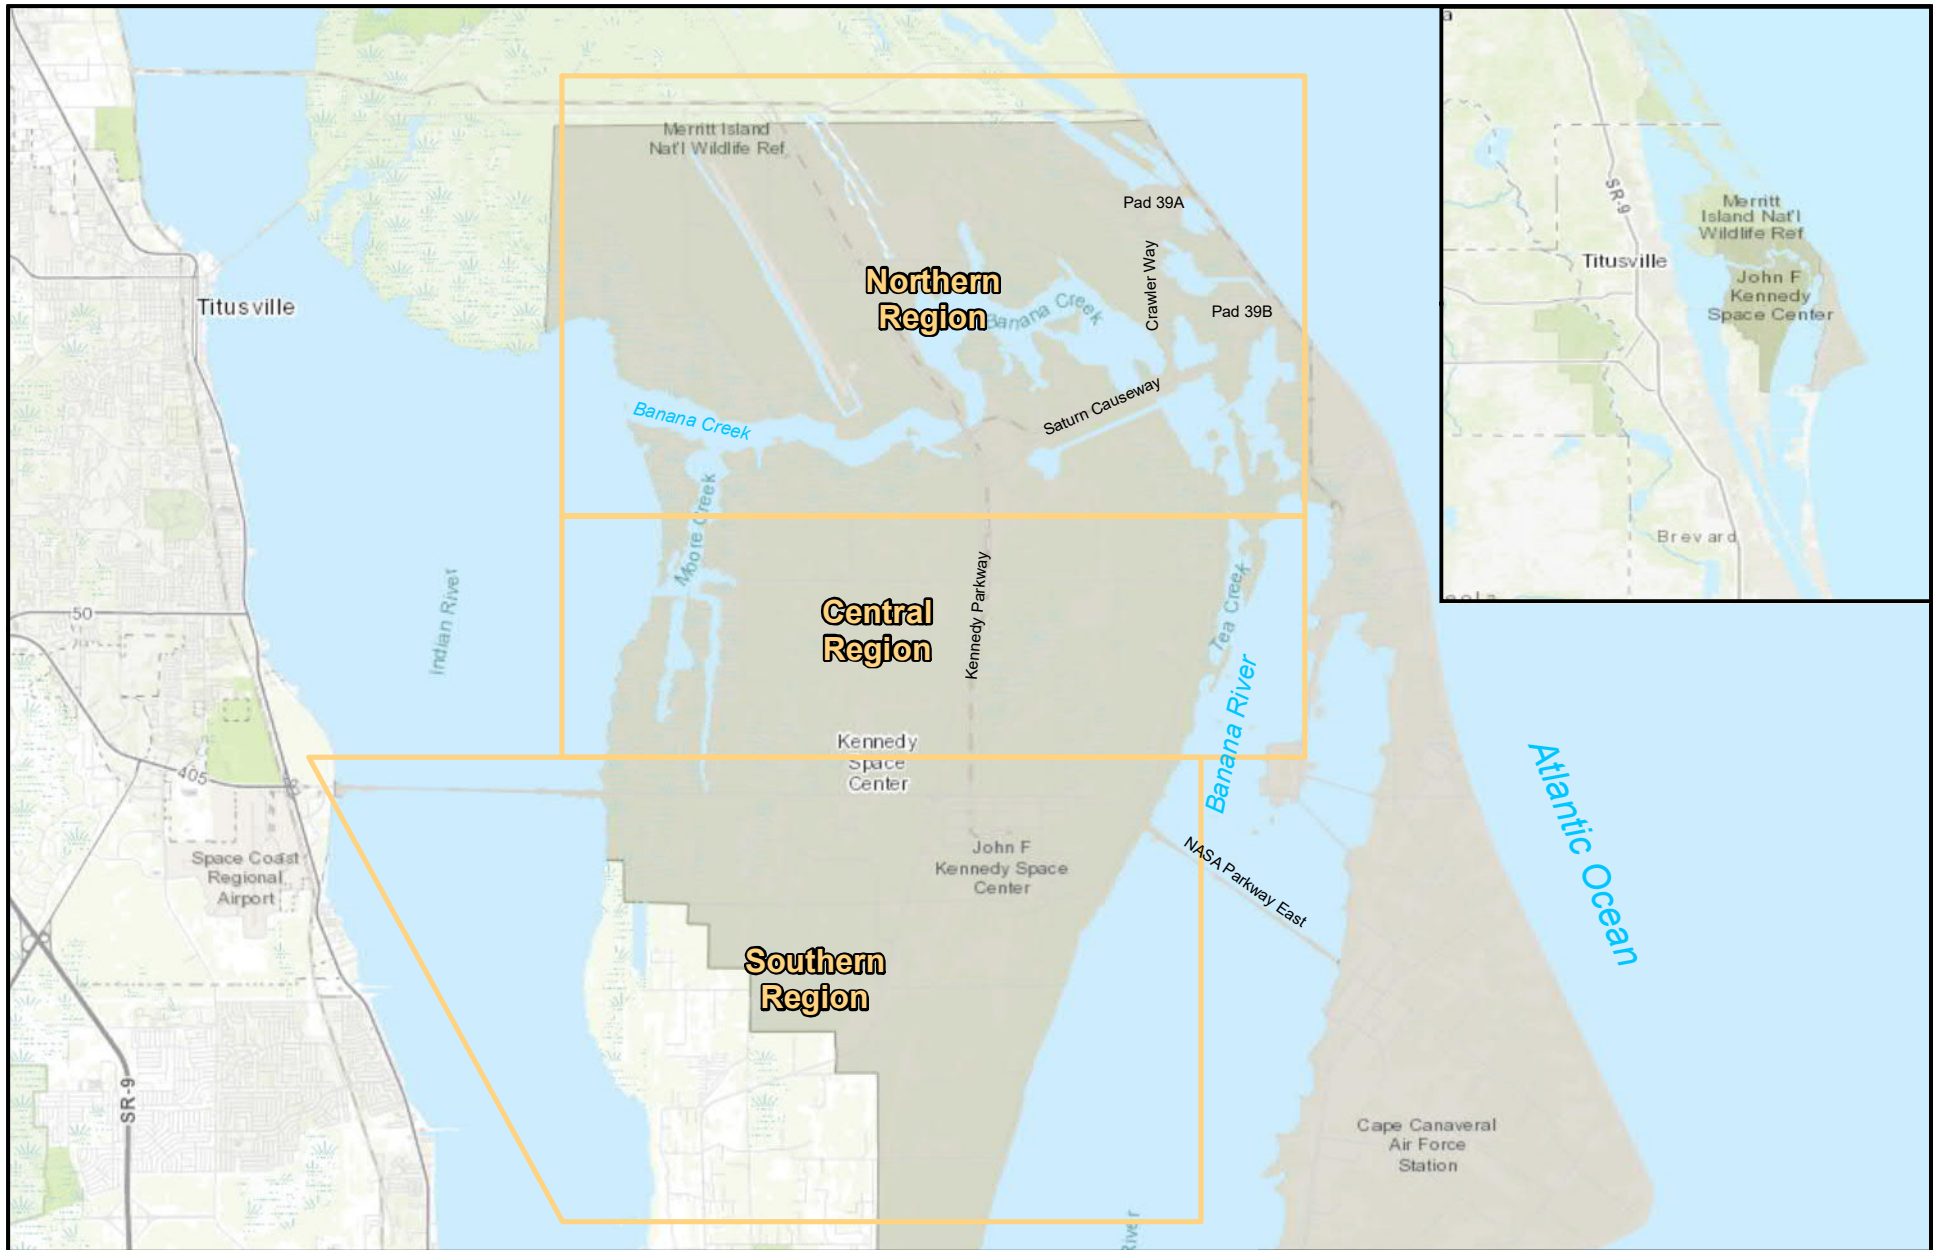 Merritt Island
Nat'l Wildlife Ref
Pad 39A
Crawler Way
Northern
Region
Banana Creek
Pad 39B
Titusville
Saturn Causeway
Banana Creek
Moore Creek
Kennedy Parkway
Tea Creek
Indian River
50
Central
Region
Banana River
Kennedy
Space
Center
405
Atlantic Ocean
John F
Kennedy Space
Center
NASA Parkway East
Space Coast
Regional
Airport
Southern
Region
SR-9
Cape Canaveral
Air Force
Station
River
a
SR-9
Merritt
Island Nat'l
Wildlife Ref
Titusville
John F
Kennedy
Space Center
Brevard